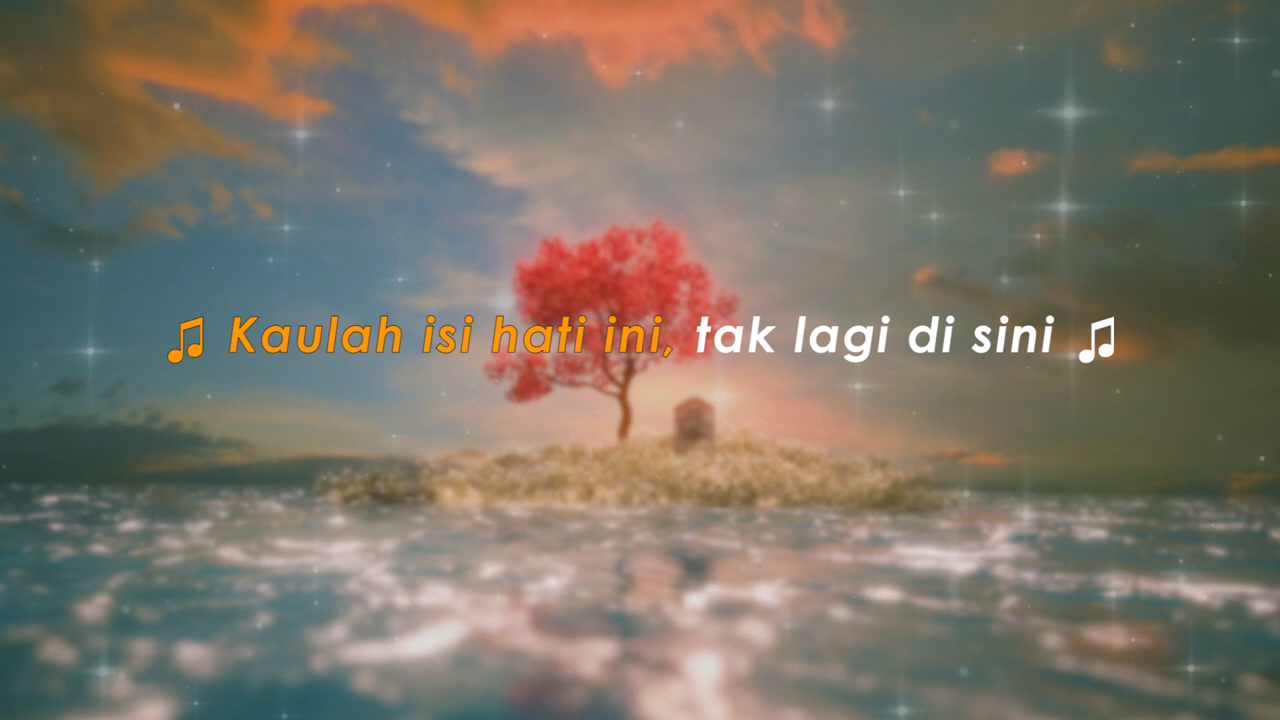 ♫ Kaulah isi hati ini, tak lagi di sini ♫